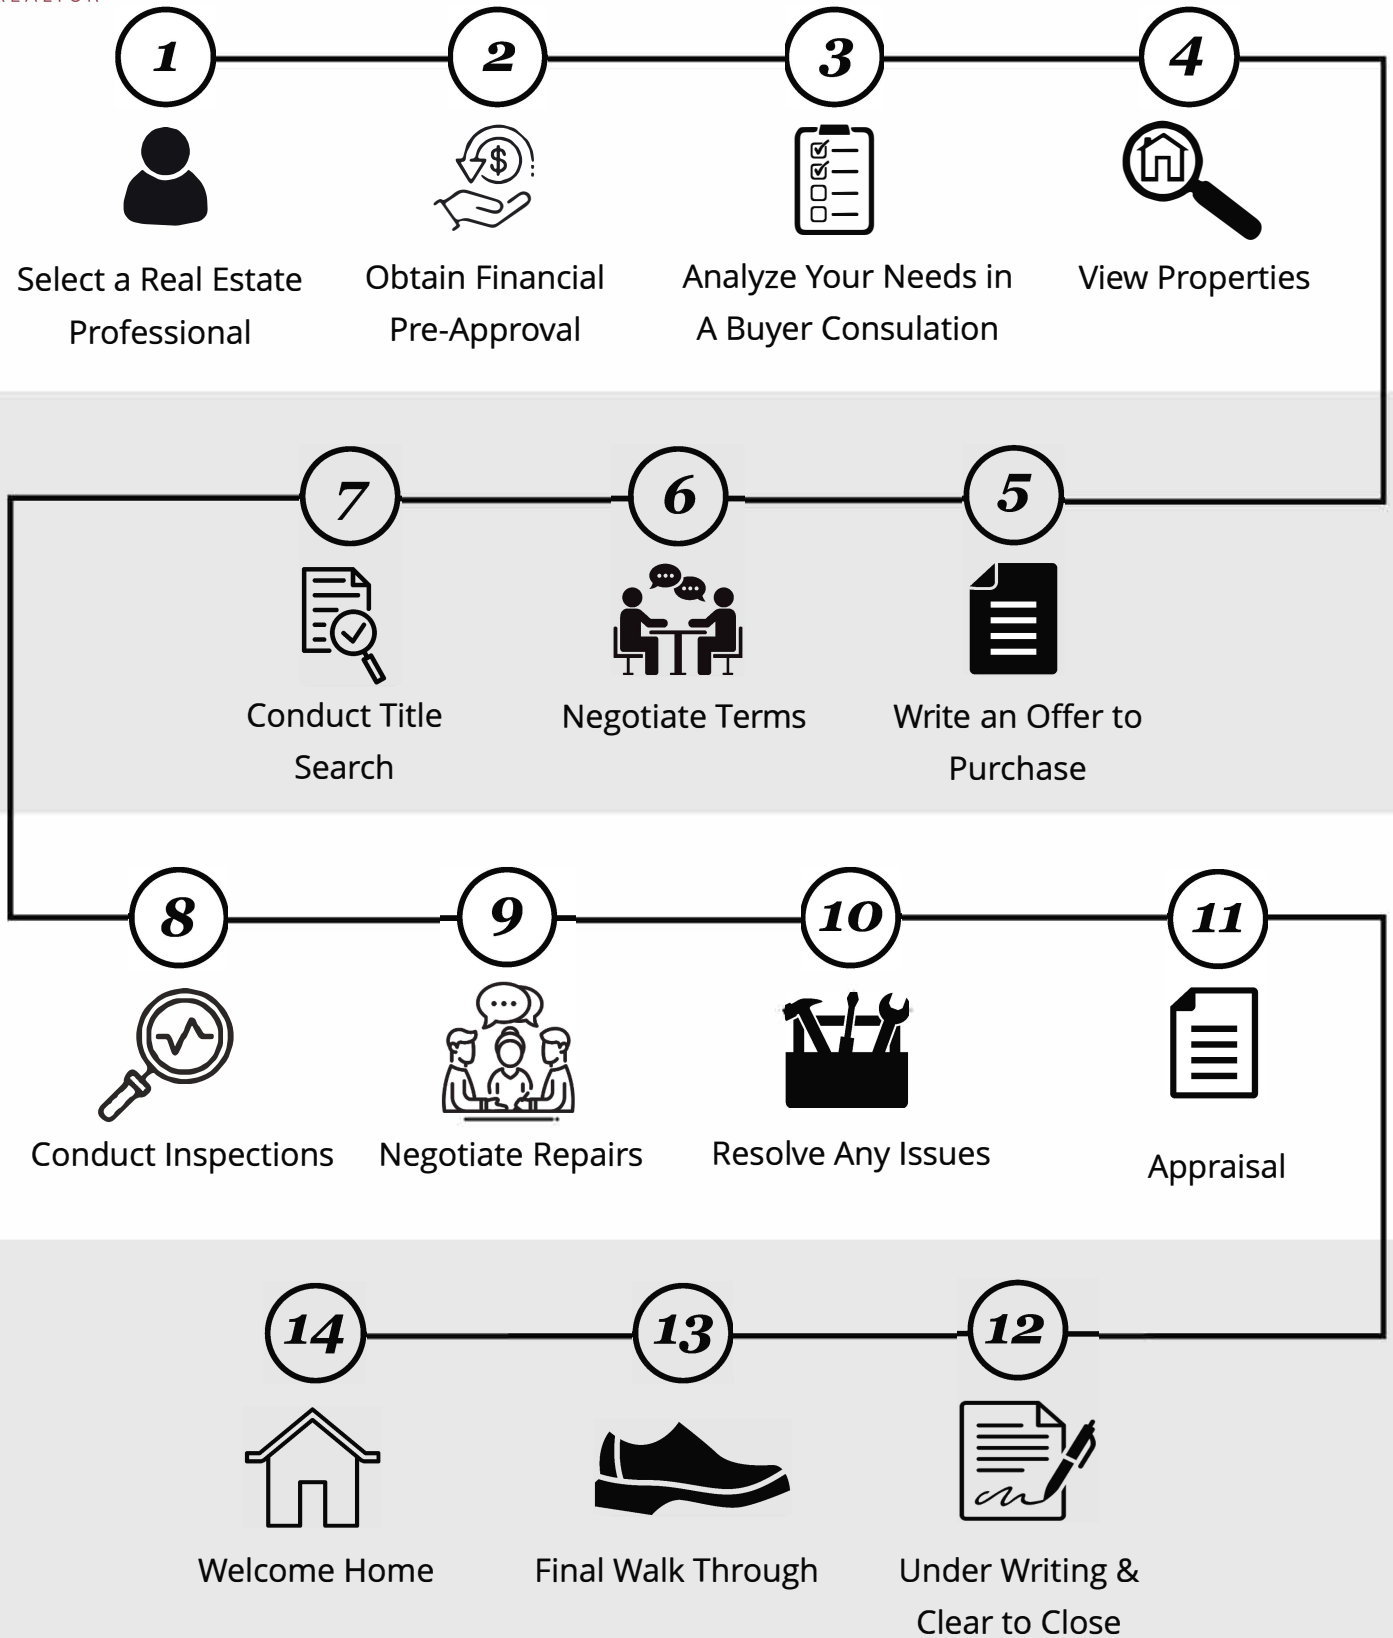 1
2
3
4
Select a Real Estate
Professional
Obtain Financial
Pre-Approval
Analyze Your Needs in
A Buyer Consulation
View Properties
5
Write an Offer to
Purchase
6
Negotiate Terms
7
Conduct Title
Search
8
9
10
11
Conduct Inspections
Negotiate Repairs
Resolve Any Issues
Appraisal
12
Under Writing &
Clear to Close
13
Final Walk Through
14
Welcome Home